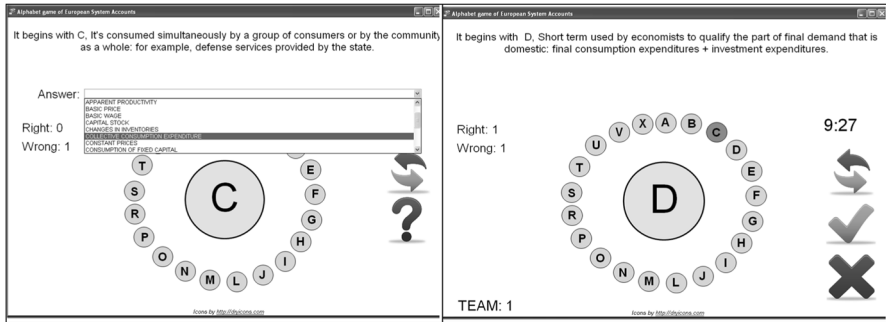 Alphabet game of European System Accounts
It begins with C, It's consumed simultaneously by a group of consumers or by the community
as a whole: for example, defense services provided by the state.
Answer:
APPARENT PRODUCTIVITY
BASIC PRICE
BASIC WAGE
CAPITAL STOCK
CHANGES IN INVENTORIES
COLLECTIVE CONSUMPTION EXPENDITURE
CONSTANT PRICES
CONSUMPTION OF FIXED CAPITAL
Right: 0
Wrong: 1
C
E
F
G
H
I
J
L
M
N
O
P
R
S
T
?
Icons by http://dryicons.com
Alphabet game of European System Accounts
It begins with D, Short term used by economists to qualify the part of final demand that is
domestic: final consumption expenditures + investment expenditures.
Right: 1
Wrong: 1
9:27
D
A
B
C
D
E
F
G
H
I
J
L
M
N
O
P
R
S
T
U
V
X
TEAM: 1
Icons by http://dryicons.com